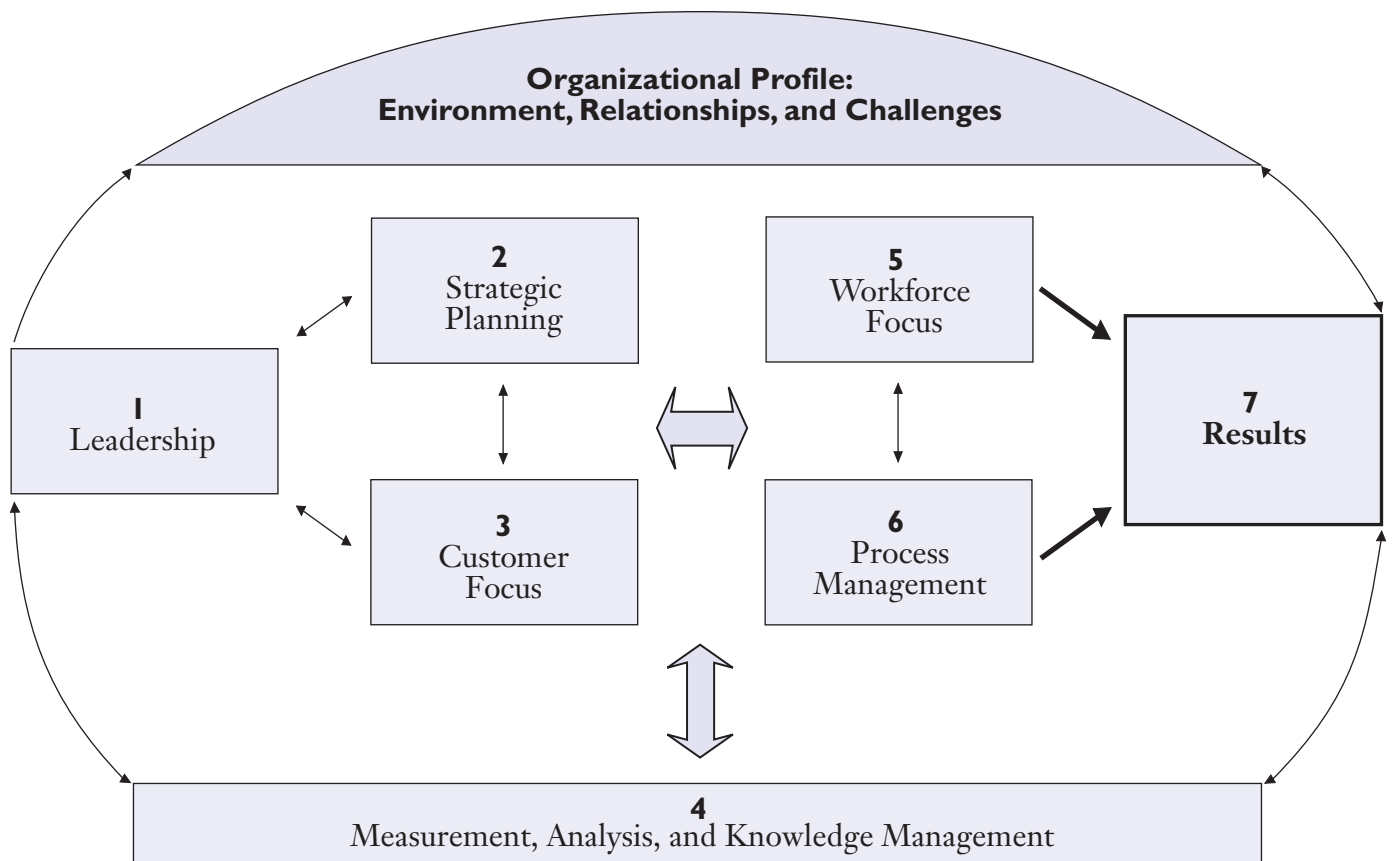 Organizational Profile:
Environment, Relationships, and Challenges
2
Strategic
Planning
5
Workforce
Focus
1
Leadership
7
Results
3
Customer
Focus
6
Process
Management
4
Measurement, Analysis, and Knowledge Management